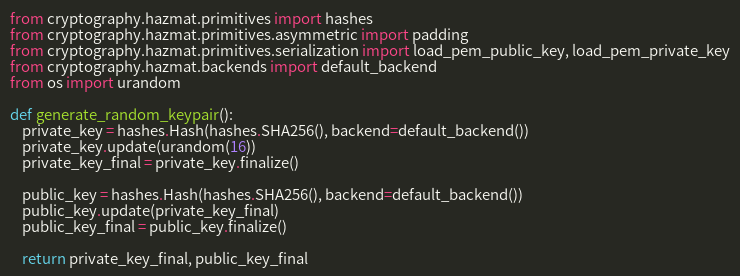 from cryptography.hazmat.primitives import hashes
from cryptography.hazmat.primitives.asymmetric import padding
from cryptography.hazmat.primitives.serialization import load_pem_public_key, load_pem_private_key
from cryptography.hazmat.backends import default_backend
from os import urandom

def generate_random_keypair():
    private_key = hashes.Hash(hashes.SHA256(), backend=default_backend())
    private_key.update(urandom(16))
    private_key_final = private_key.finalize()

    public_key = hashes.Hash(hashes.SHA256(), backend=default_backend())
    public_key.update(private_key_final)
    public_key_final = public_key.finalize()

    return private_key_final, public_key_final